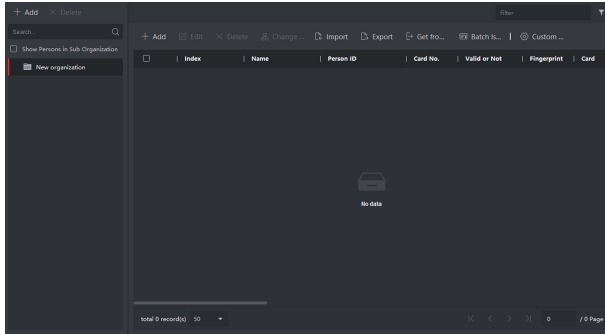 + Add × Delete
Filter
Search...
+ Add Edit × Delete Change ... Import Export Get fro... Batch Is... Custom ...
Show Persons in Sub Organization
Index Name Person ID Card No. Valid or Not Fingerprint Card
New organization
No data
total 0 record(s) 50
0 / 0 Page